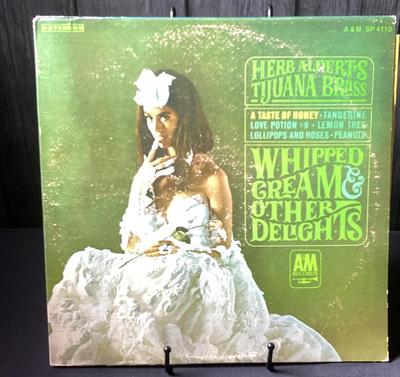 STEREO
A&M SP 4110
HERB ALPERT'S
TIJUANA BRASS
A TASTE OF HONEY • TANGERINE
LOVE POTION #9 • LEMON TREE
LOLLIPOPS AND ROSES • PEANUTS
WHIPPED
CREAM &
OTHER
DELIGHTS
A&M
RECORDS